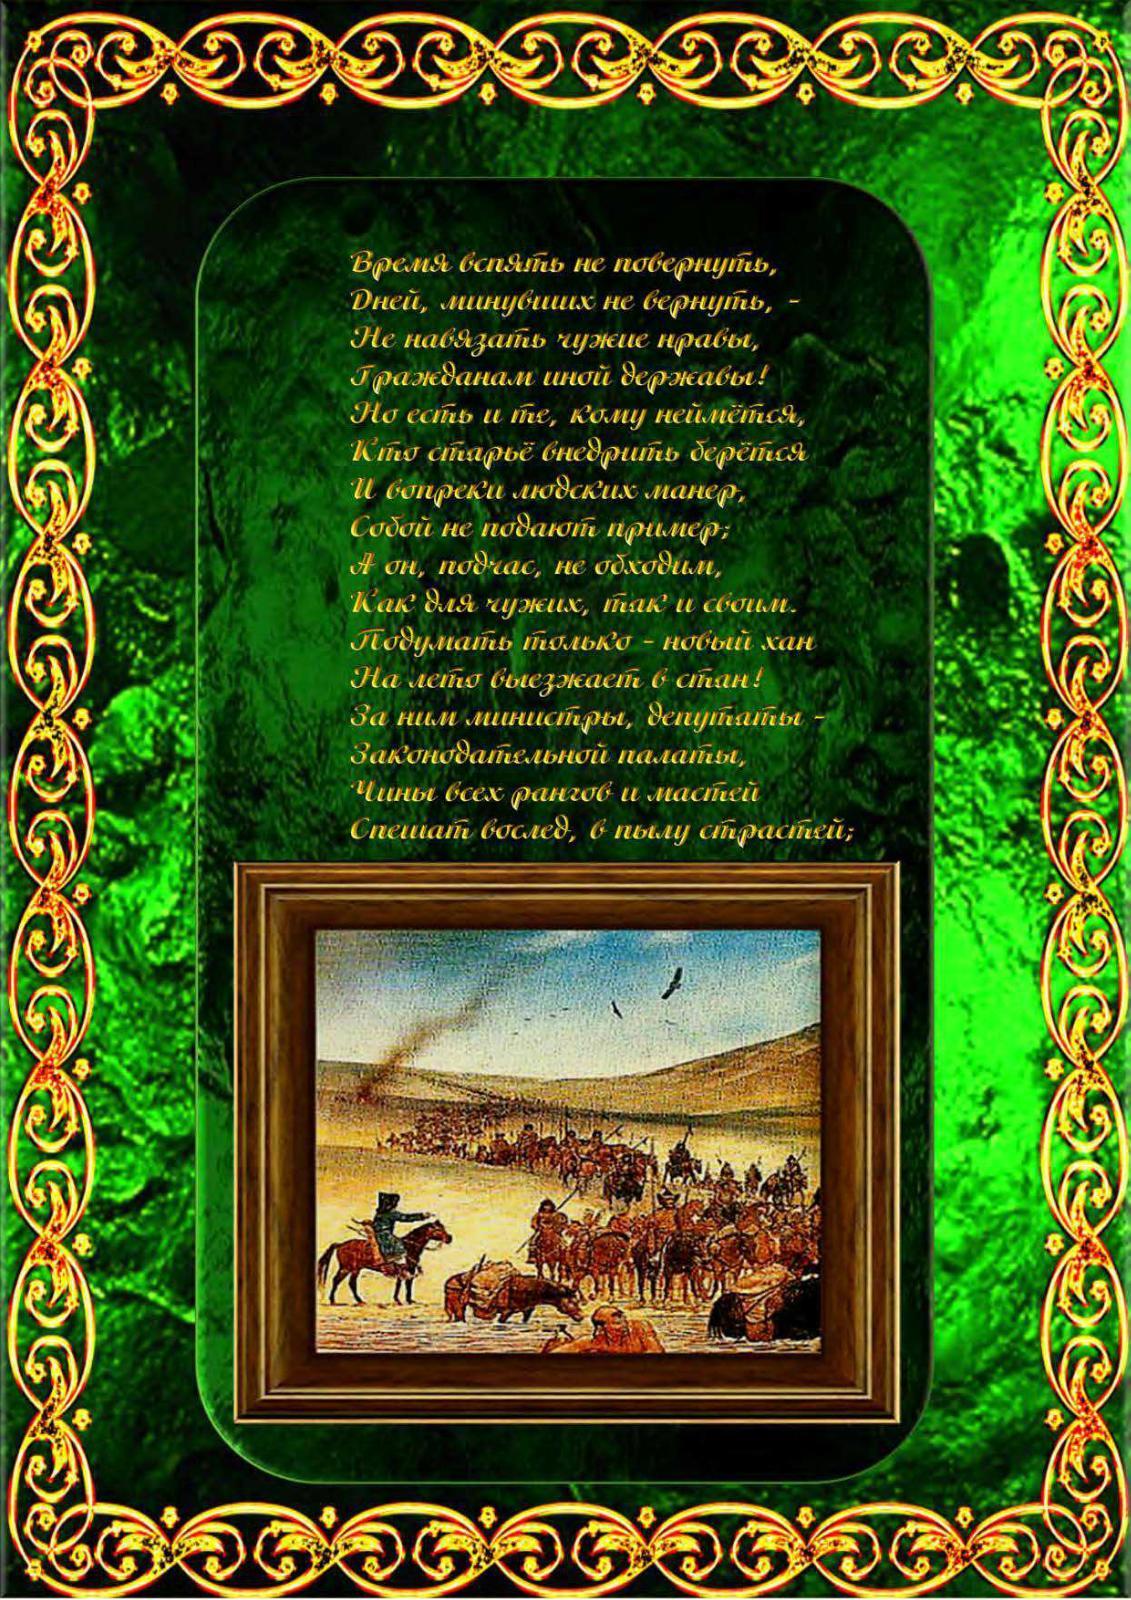 Время вспять не повернуть,
Дней, минувших не вернуть, -
Не навязать чужие нравы,
Гражданам иной державы!
Но есть и те, кому неймётся,
Кто старьё внедрить берётся
И вопреки людских манер,
Собой не подают пример;
А он, подчас, не обходим,
Как для чужих, так и своим.
Подумать только - новый хан
На лето выезжает в стан!
За ним министры, депутаты -
Законодательной палаты,
Чины всех рангов и мастей
Спешат вослед, в пылу страстей;